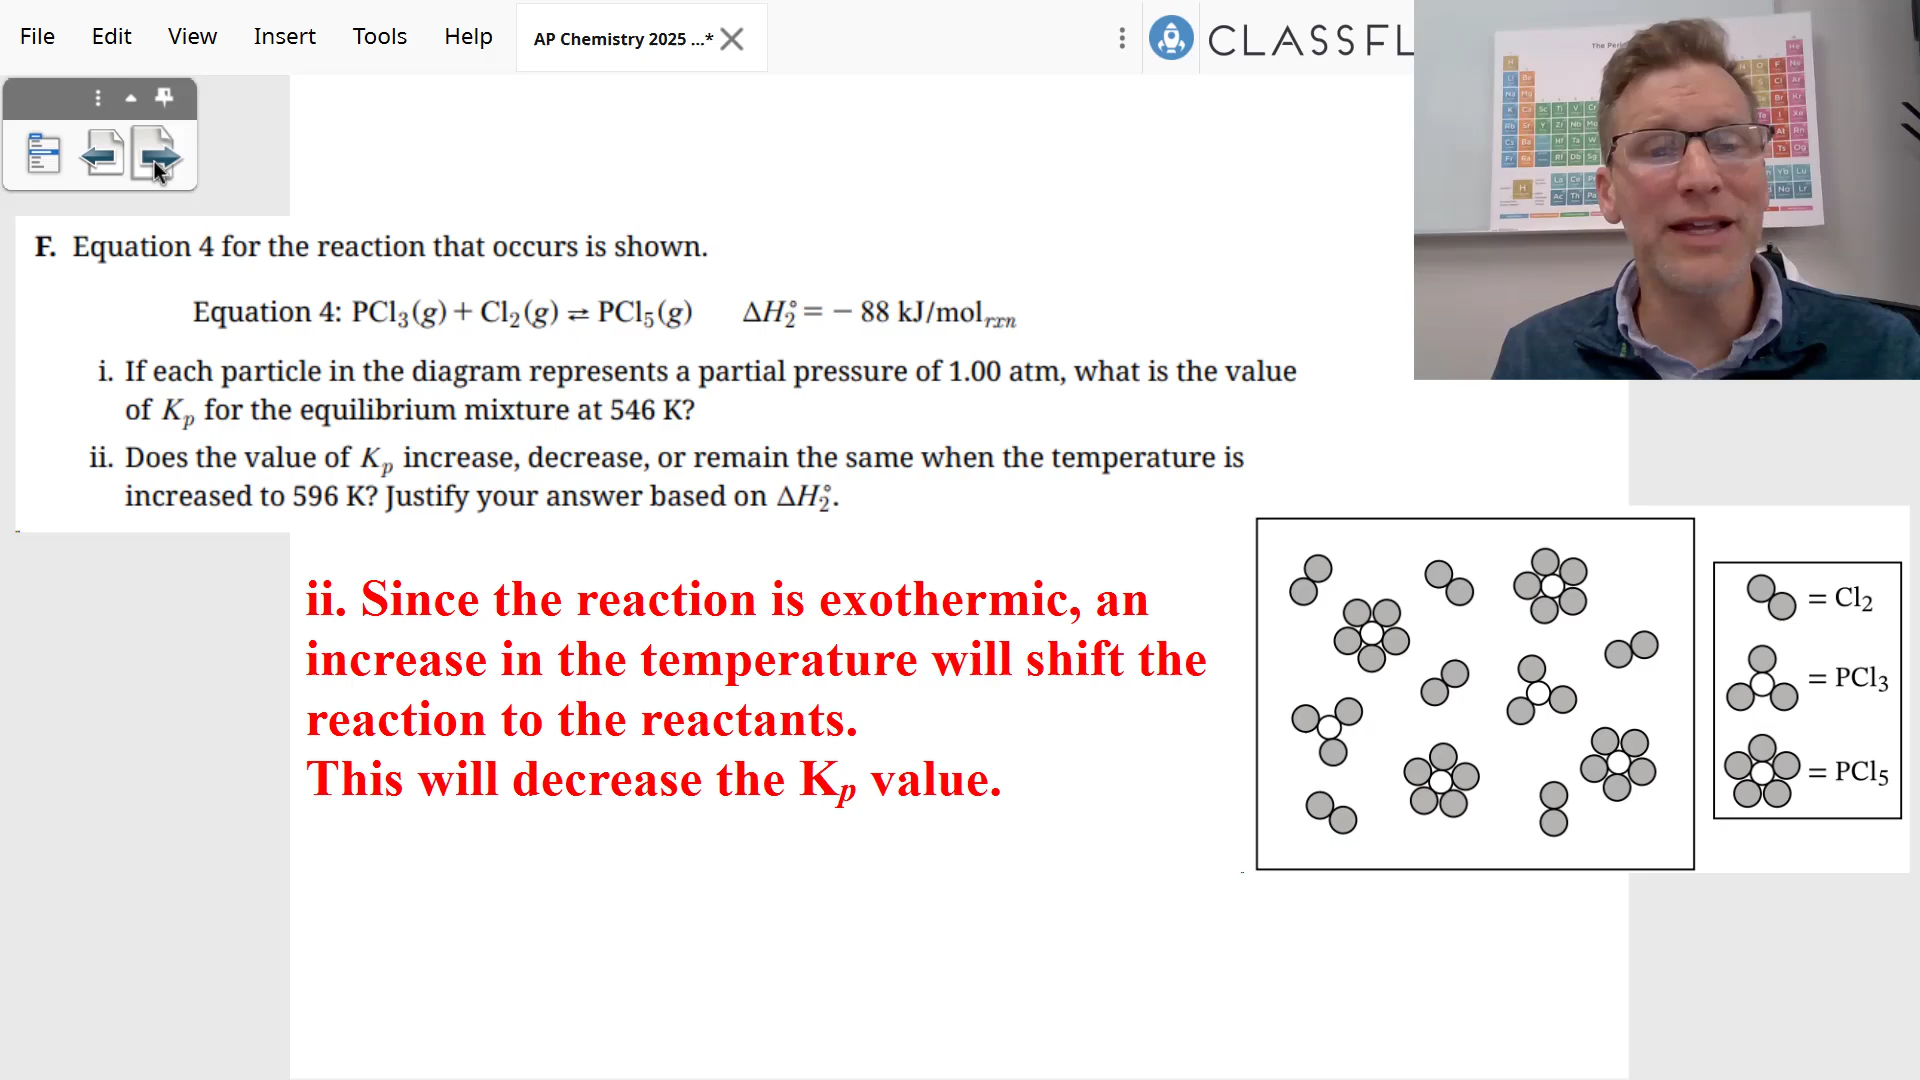 File Edit View Insert Tools Help AP Chemistry 2025 ...* CLASSFL
F. Equation 4 for the reaction that occurs is shown.
Equation 4: PCl₃(g) + Cl₂(g) ⇌ PCl₅(g) ΔH₂° = − 88 kJ/mol_rxn
i. If each particle in the diagram represents a partial pressure of 1.00 atm, what is the value
of Kₚ for the equilibrium mixture at 546 K?
ii. Does the value of Kₚ increase, decrease, or remain the same when the temperature is
increased to 596 K? Justify your answer based on ΔH₂°.
ii. Since the reaction is exothermic, an
increase in the temperature will shift the
reaction to the reactants.
This will decrease the Kₚ value.
= Cl₂
= PCl₃
= PCl₅